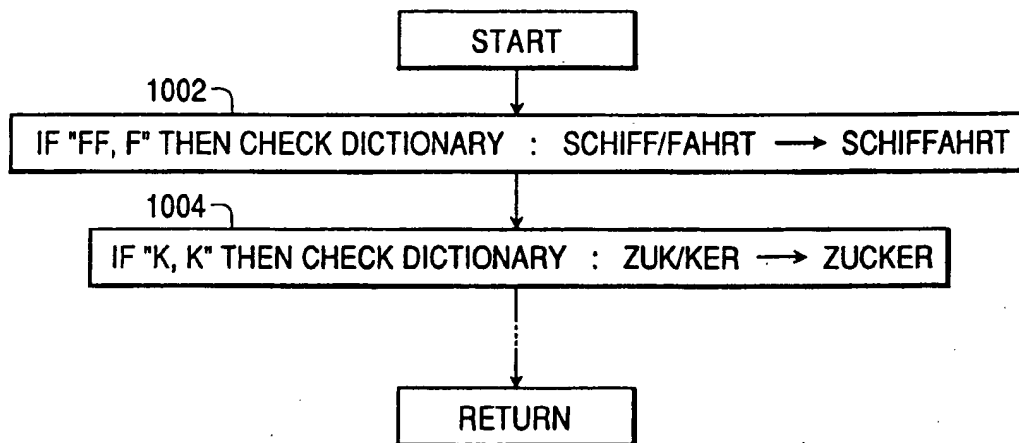 START
1002
IF "FF, F" THEN CHECK DICTIONARY : SCHIFF/FAHRT → SCHIFFAHRT
1004
IF "K, K" THEN CHECK DICTIONARY : ZUK/KER → ZUCKER
RETURN